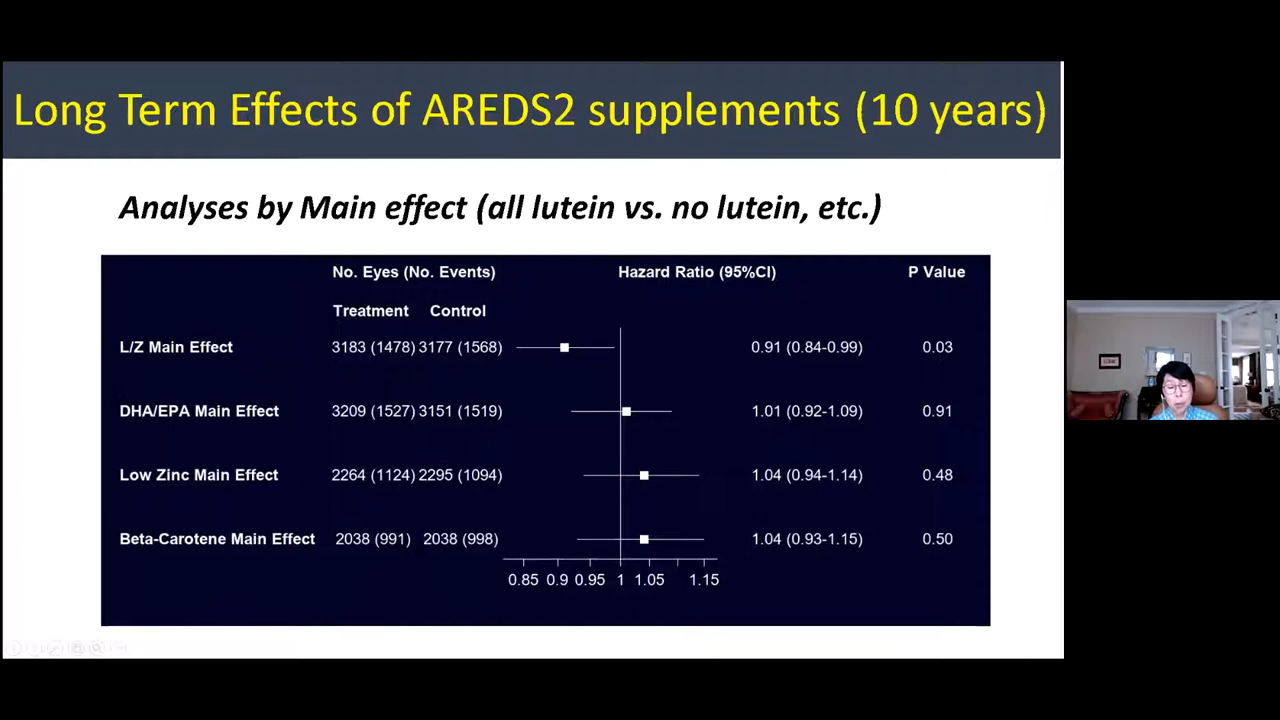 Long Term Effects of AREDS2 supplements (10 years)
Analyses by Main effect (all lutein vs. no lutein, etc.)
No. Eyes (No. Events) Hazard Ratio (95%CI) P Value
Treatment Control
L/Z Main Effect 3183 (1478) 3177 (1568) 0.91 (0.84-0.99) 0.03
DHA/EPA Main Effect 3209 (1527) 3151 (1519) 1.01 (0.92-1.09) 0.91
Low Zinc Main Effect 2264 (1124) 2295 (1094) 1.04 (0.94-1.14) 0.48
Beta-Carotene Main Effect 2038 (991) 2038 (998) 1.04 (0.93-1.15) 0.50
0.85 0.9 0.95 1 1.05 1.15